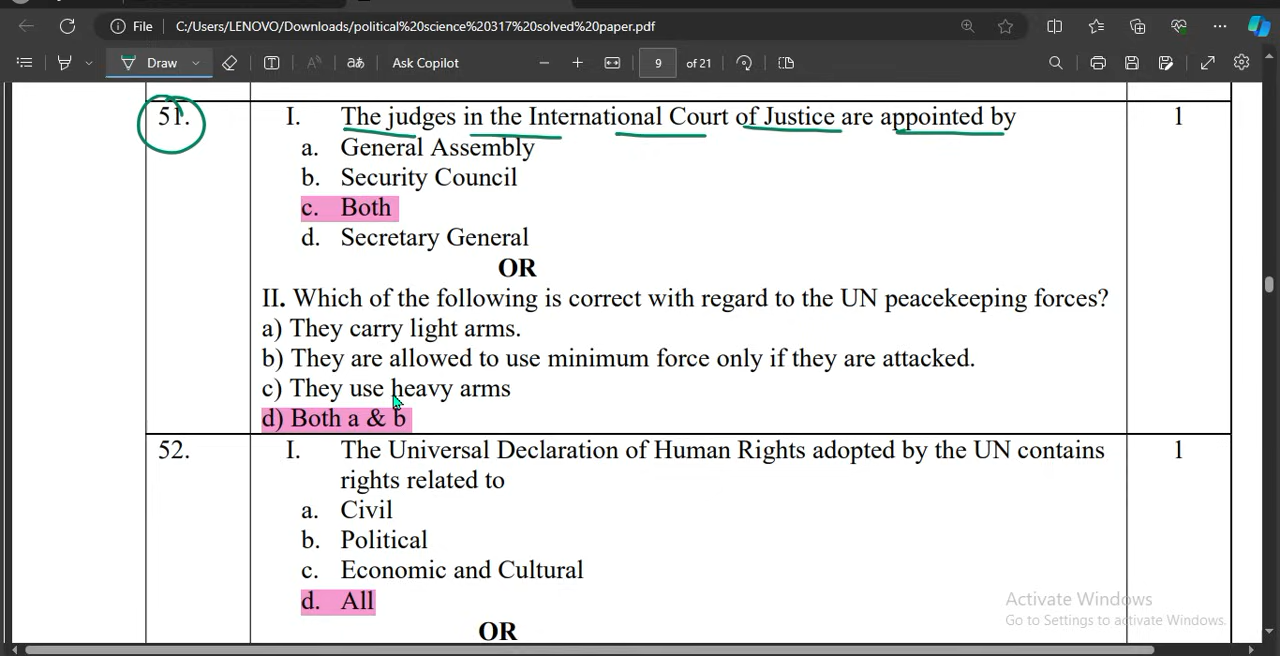 File C:/Users/LENOVO/Downloads/political%20science%20317%20solved%20paper.pdf
Draw aあ Ask Copilot 9 of 21
51. I. The judges in the International Court of Justice are appointed by 1
a. General Assembly
b. Security Council
c. Both
d. Secretary General
OR
II. Which of the following is correct with regard to the UN peacekeeping forces?
a) They carry light arms.
b) They are allowed to use minimum force only if they are attacked.
c) They use heavy arms
d) Both a & b
52. I. The Universal Declaration of Human Rights adopted by the UN contains 1
rights related to
a. Civil
b. Political
c. Economic and Cultural
d. All
Activate Windows
Go to Settings to activate Windows.
OR